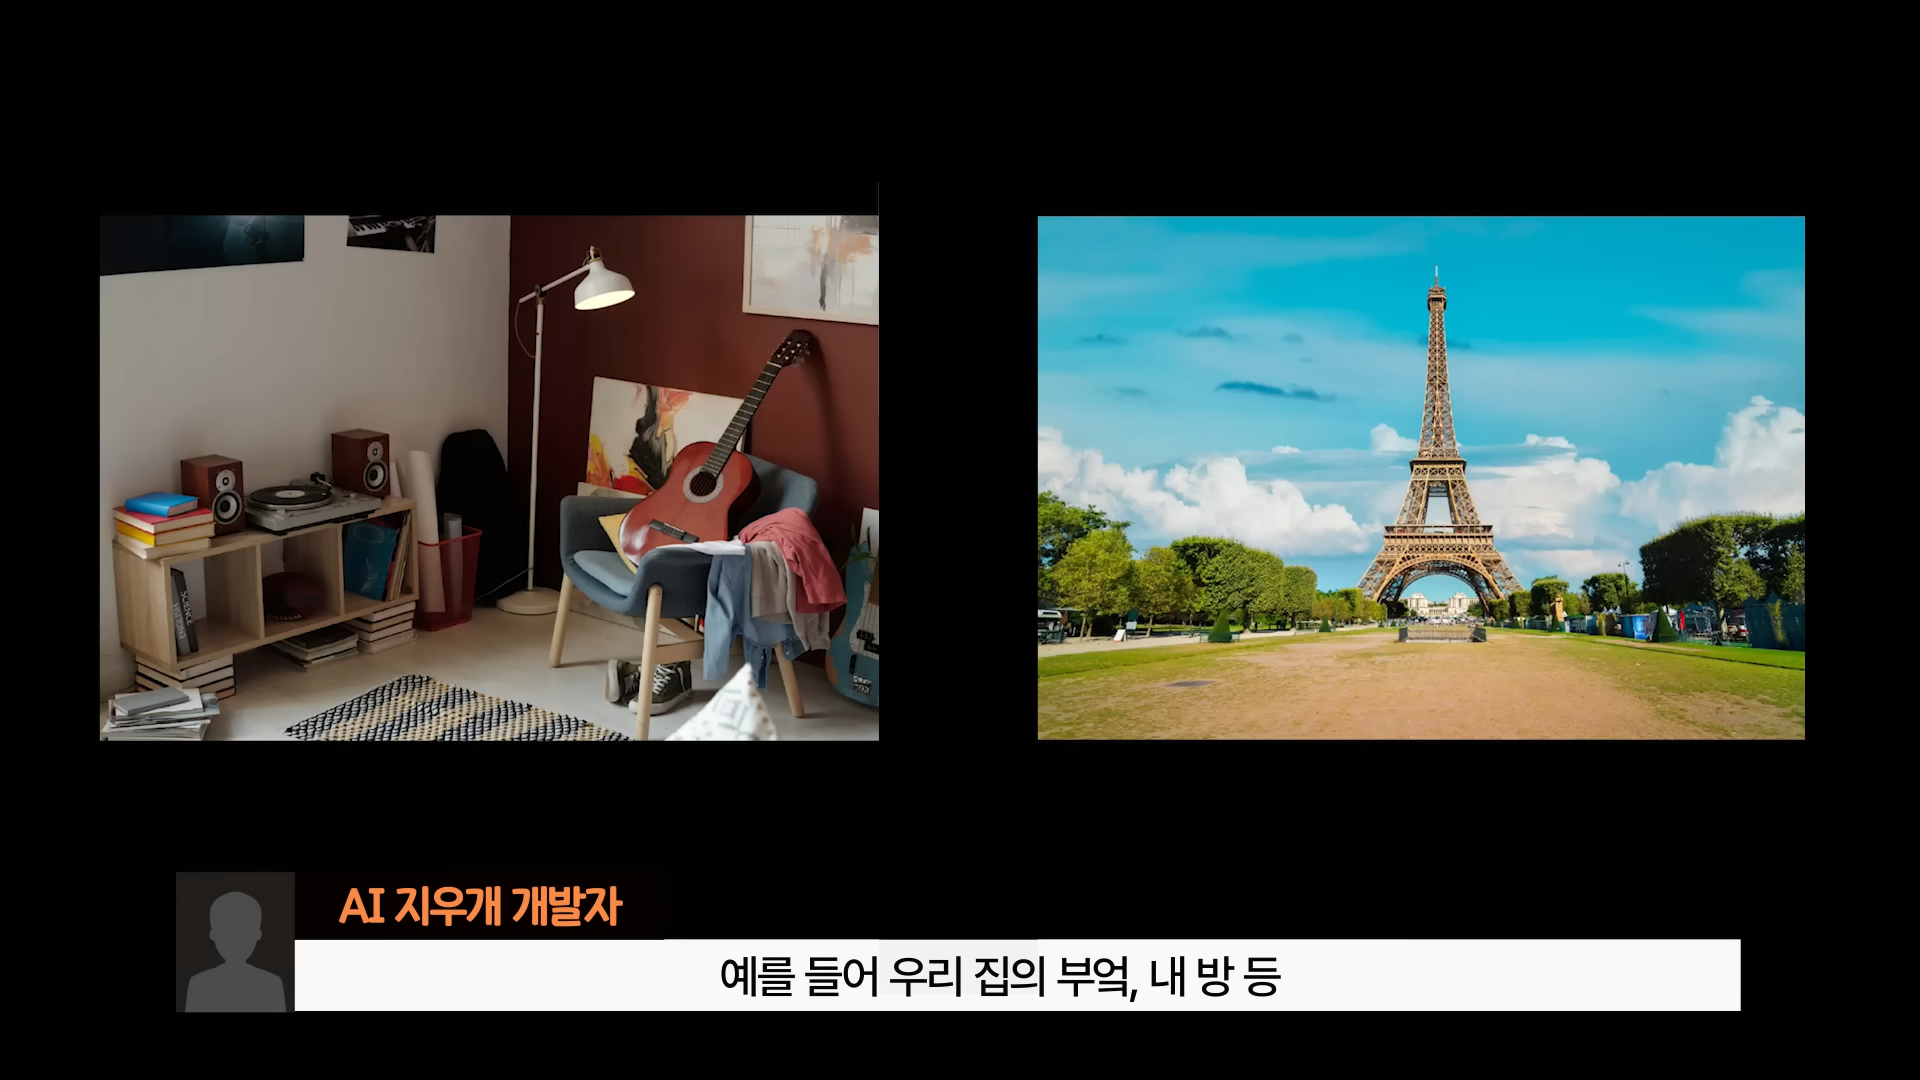 SCIENCE
AI 지우개 개발자
예를 들어 우리 집의 부엌, 내 방 등